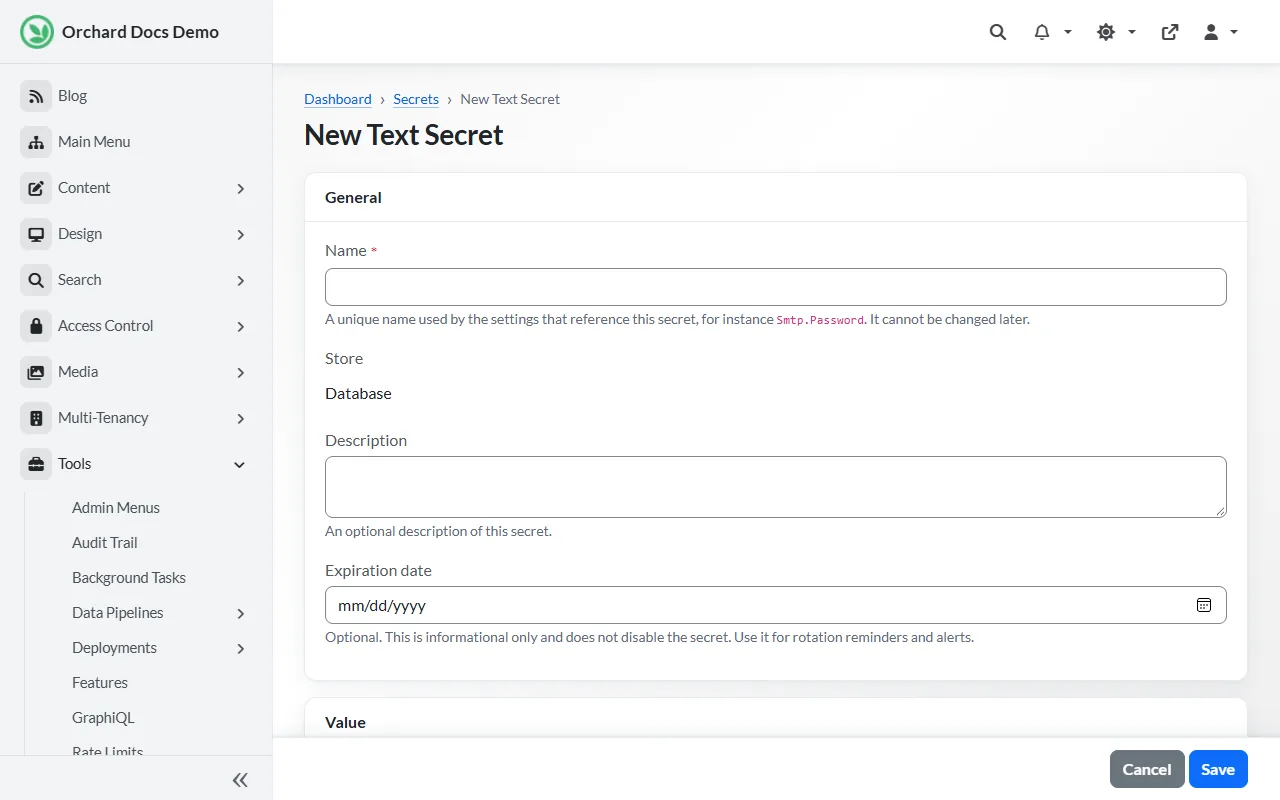 Orchard Docs Demo
Blog
Main Menu
Content
Design
Search
Access Control
Media
Multi-Tenancy
Tools
Admin Menus
Audit Trail
Background Tasks
Data Pipelines
Deployments
Features
GraphiQL
Rate Limits
Dashboard › Secrets › New Text Secret
New Text Secret
General
Name *
A unique name used by the settings that reference this secret, for instance Smtp.Password. It cannot be changed later.
Store
Database
Description
An optional description of this secret.
Expiration date
mm/dd/yyyy
Optional. This is informational only and does not disable the secret. Use it for rotation reminders and alerts.
Value
Cancel Save